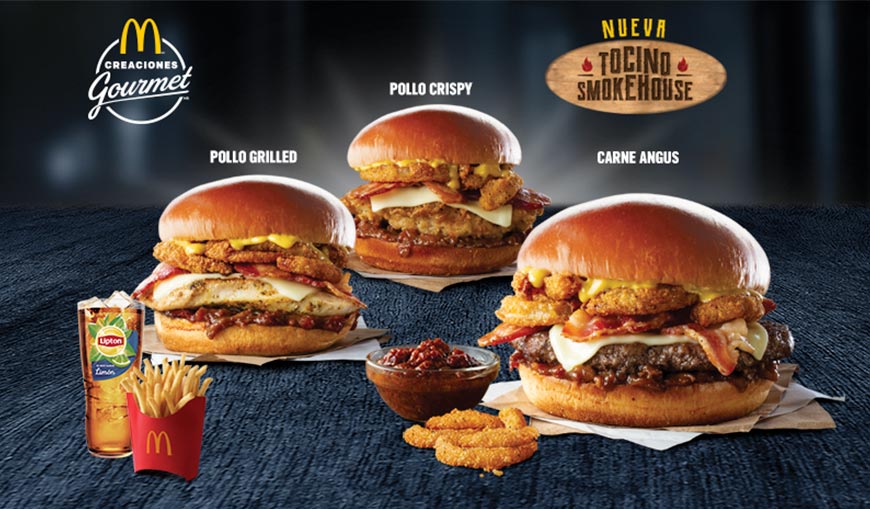 CREACIONES
Gourmet
NUEVA
TOCINO
SMOKEHOUSE
POLLO CRISPY
POLLO GRILLED
CARNE ANGUS
Lipton
Limón